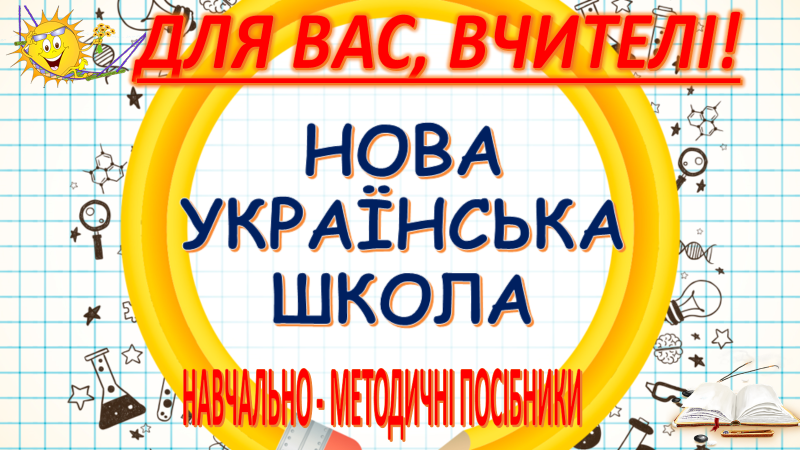 ДЛЯ ВАС, ВЧИТЕЛІ!
НОВА
УКРАЇНСЬКА
ШКОЛА
НАВЧАЛЬНО - МЕТОДИЧНІ ПОСІБНИКИ